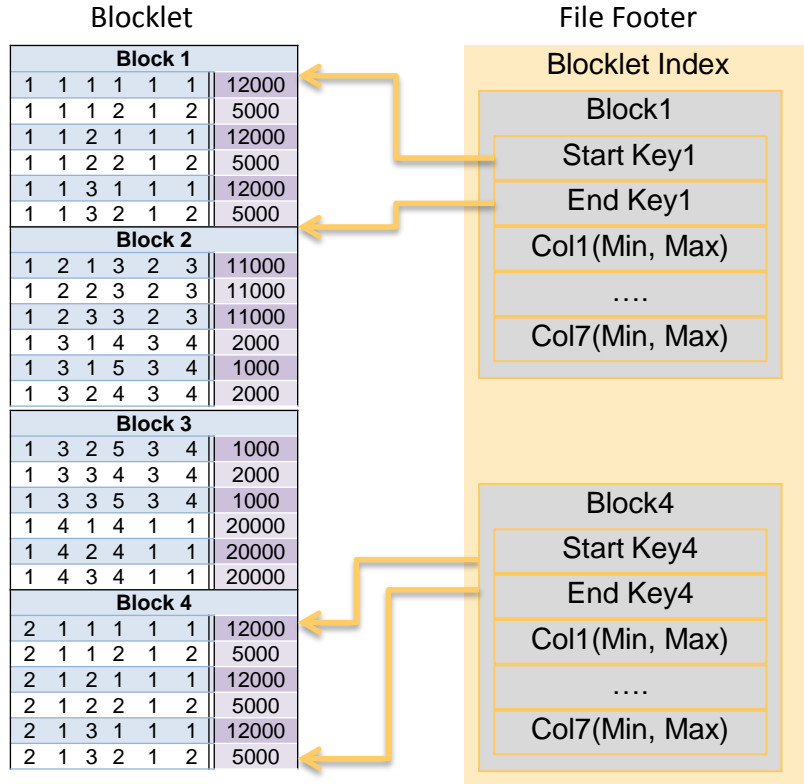 Blocklet
Block 1
1 1 1 1 1 1 12000
1 1 1 2 1 2 5000
1 1 2 1 1 1 12000
1 1 2 2 1 2 5000
1 1 3 1 1 1 12000
1 1 3 2 1 2 5000
Block 2
1 2 1 3 2 3 11000
1 2 2 3 2 3 11000
1 2 3 3 2 3 11000
1 3 1 4 3 4 2000
1 3 1 5 3 4 1000
1 3 2 4 3 4 2000
Block 3
1 3 2 5 3 4 1000
1 3 3 4 3 4 2000
1 3 3 5 3 4 1000
1 4 1 4 1 1 20000
1 4 2 4 1 1 20000
1 4 3 4 1 1 20000
Block 4
2 1 1 1 1 1 12000
2 1 1 2 1 2 5000
2 1 2 1 1 1 12000
2 1 2 2 1 2 5000
2 1 3 1 1 1 12000
2 1 3 2 1 2 5000
File Footer
Blocklet Index
Block1
Start Key1
End Key1
Col1(Min, Max)
….
Col7(Min, Max)
Block4
Start Key4
End Key4
Col1(Min, Max)
….
Col7(Min, Max)